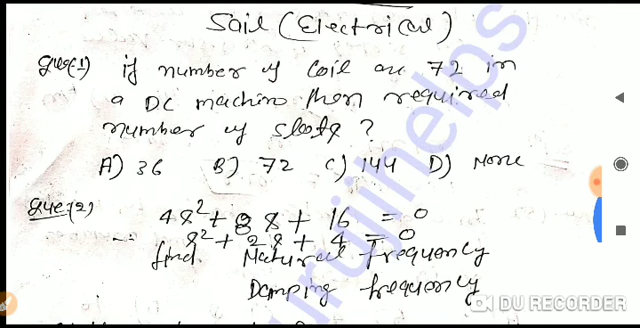 Sail (Electrical)
Que(1) if number of Coil are 72 in
a DC machine then required
number of slots ?
A) 36 B) 72 C) 144 D) None
Que.(2) 4s² + 8s + 16 = 0
s² + 2s + 4 = 0
find. Natural frequency
Damping frequency
DU RECORDER